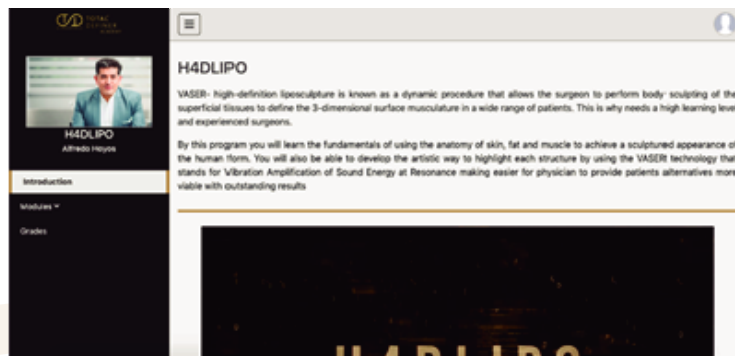 TOTAL
DEFINER
H4DLIPO
Alfredo Hoyos
Introduction
Modules
Grades
H4DLIPO
VASER- high-definition liposculpture is known as a dynamic procedure that allows the surgeon to perform body- sculpting of the
superficial tissues to define the 3-dimensional surface musculature in a wide range of patients. This is why needs a high learning leve
and experienced surgeons.
By this program you will learn the fundamentals of using the anatomy of skin, fat and muscle to achieve a sculptured appearance of
the human form. You will also be able to develop the artistic way to highlight each structure by using the VASER technology that
stands for Vibration Amplification of Sound Energy at Resonance making easier for physician to provide patients alternatives more
viable with outstanding results
H4DLIPO